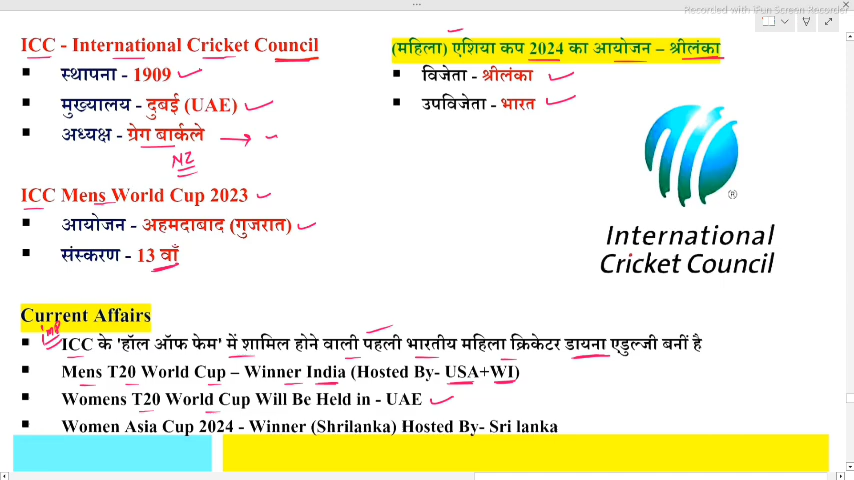 Recorded with iFun Screen Recorder
ICC - International Cricket Council
स्थापना - 1909
मुख्यालय - दुबई (UAE)
अध्यक्ष - ग्रेग बार्कले
NZ
ICC Mens World Cup 2023
आयोजन - अहमदाबाद (गुजरात)
संस्करण - 13 वाँ
(महिला) एशिया कप 2024 का आयोजन – श्रीलंका
विजेता - श्रीलंका
उपविजेता - भारत
International
Cricket Council
®
Current Affairs
imp
ICC के 'हॉल ऑफ फेम' में शामिल होने वाली पहली भारतीय महिला क्रिकेटर डायना एडुल्जी बनीं है
Mens T20 World Cup – Winner India (Hosted By- USA+WI)
Womens T20 World Cup Will Be Held in - UAE
Women Asia Cup 2024 - Winner (Shrilanka) Hosted By- Sri lanka